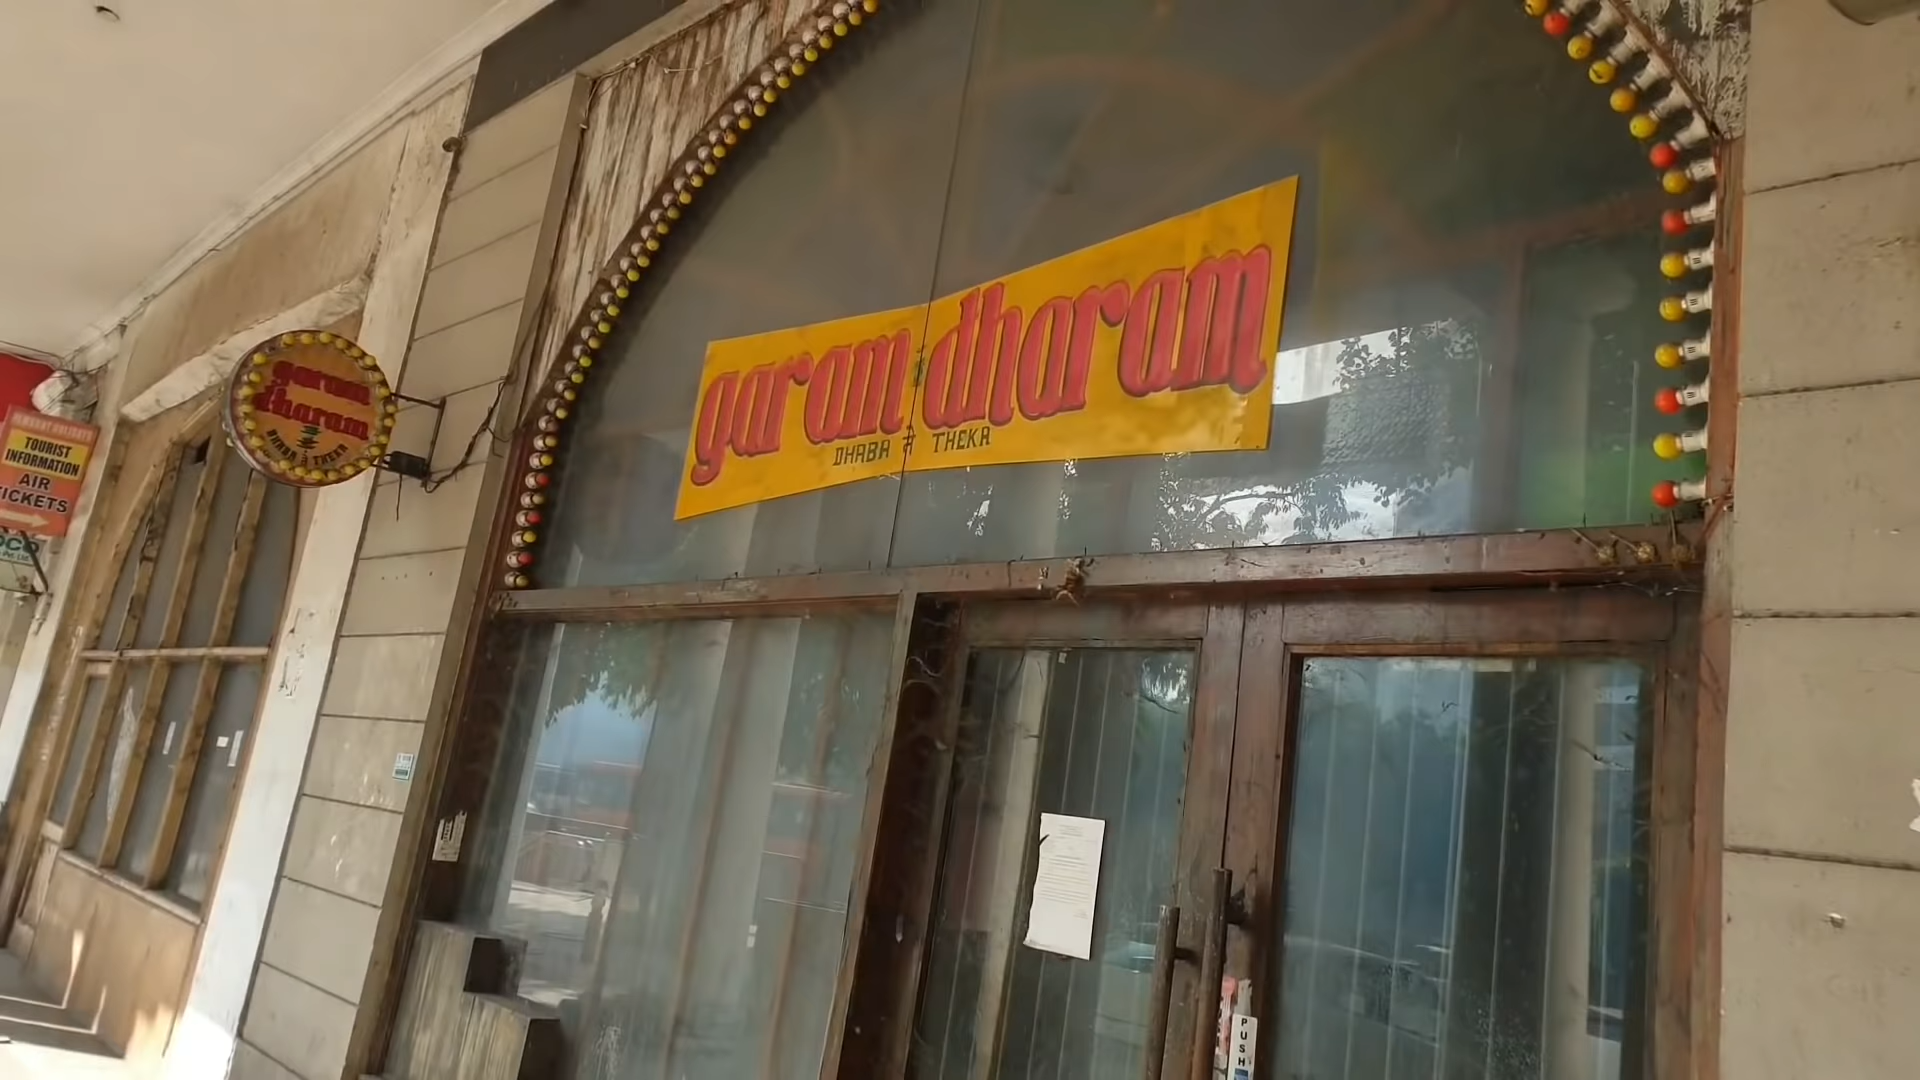 garam dharam
DHABA ते THEKA
garam
dharam
DHABA ते THEKA
TOURIST
INFORMATION
AIR
TICKETS
PUSH